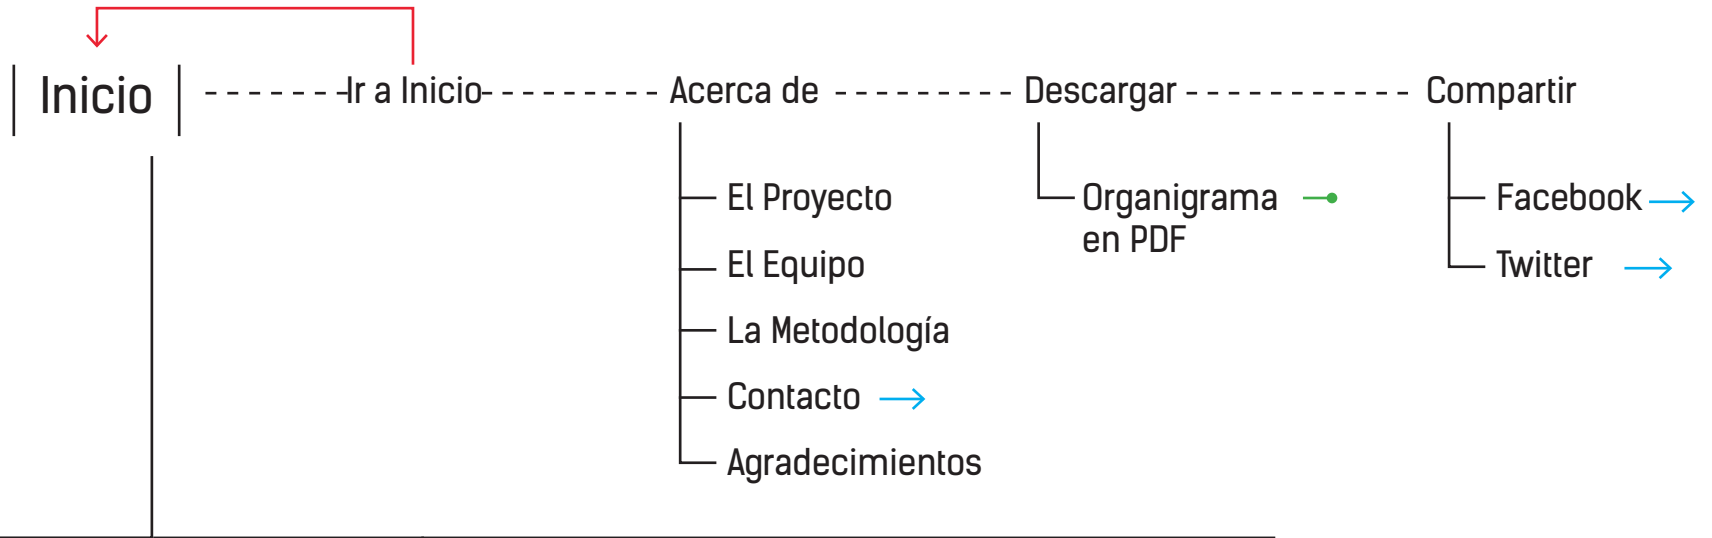 Inicio
Ir a Inicio
Acerca de
Descargar
Compartir
El Proyecto
El Equipo
La Metodología
Contacto
Agradecimientos
Organigrama
en PDF
Facebook
Twitter